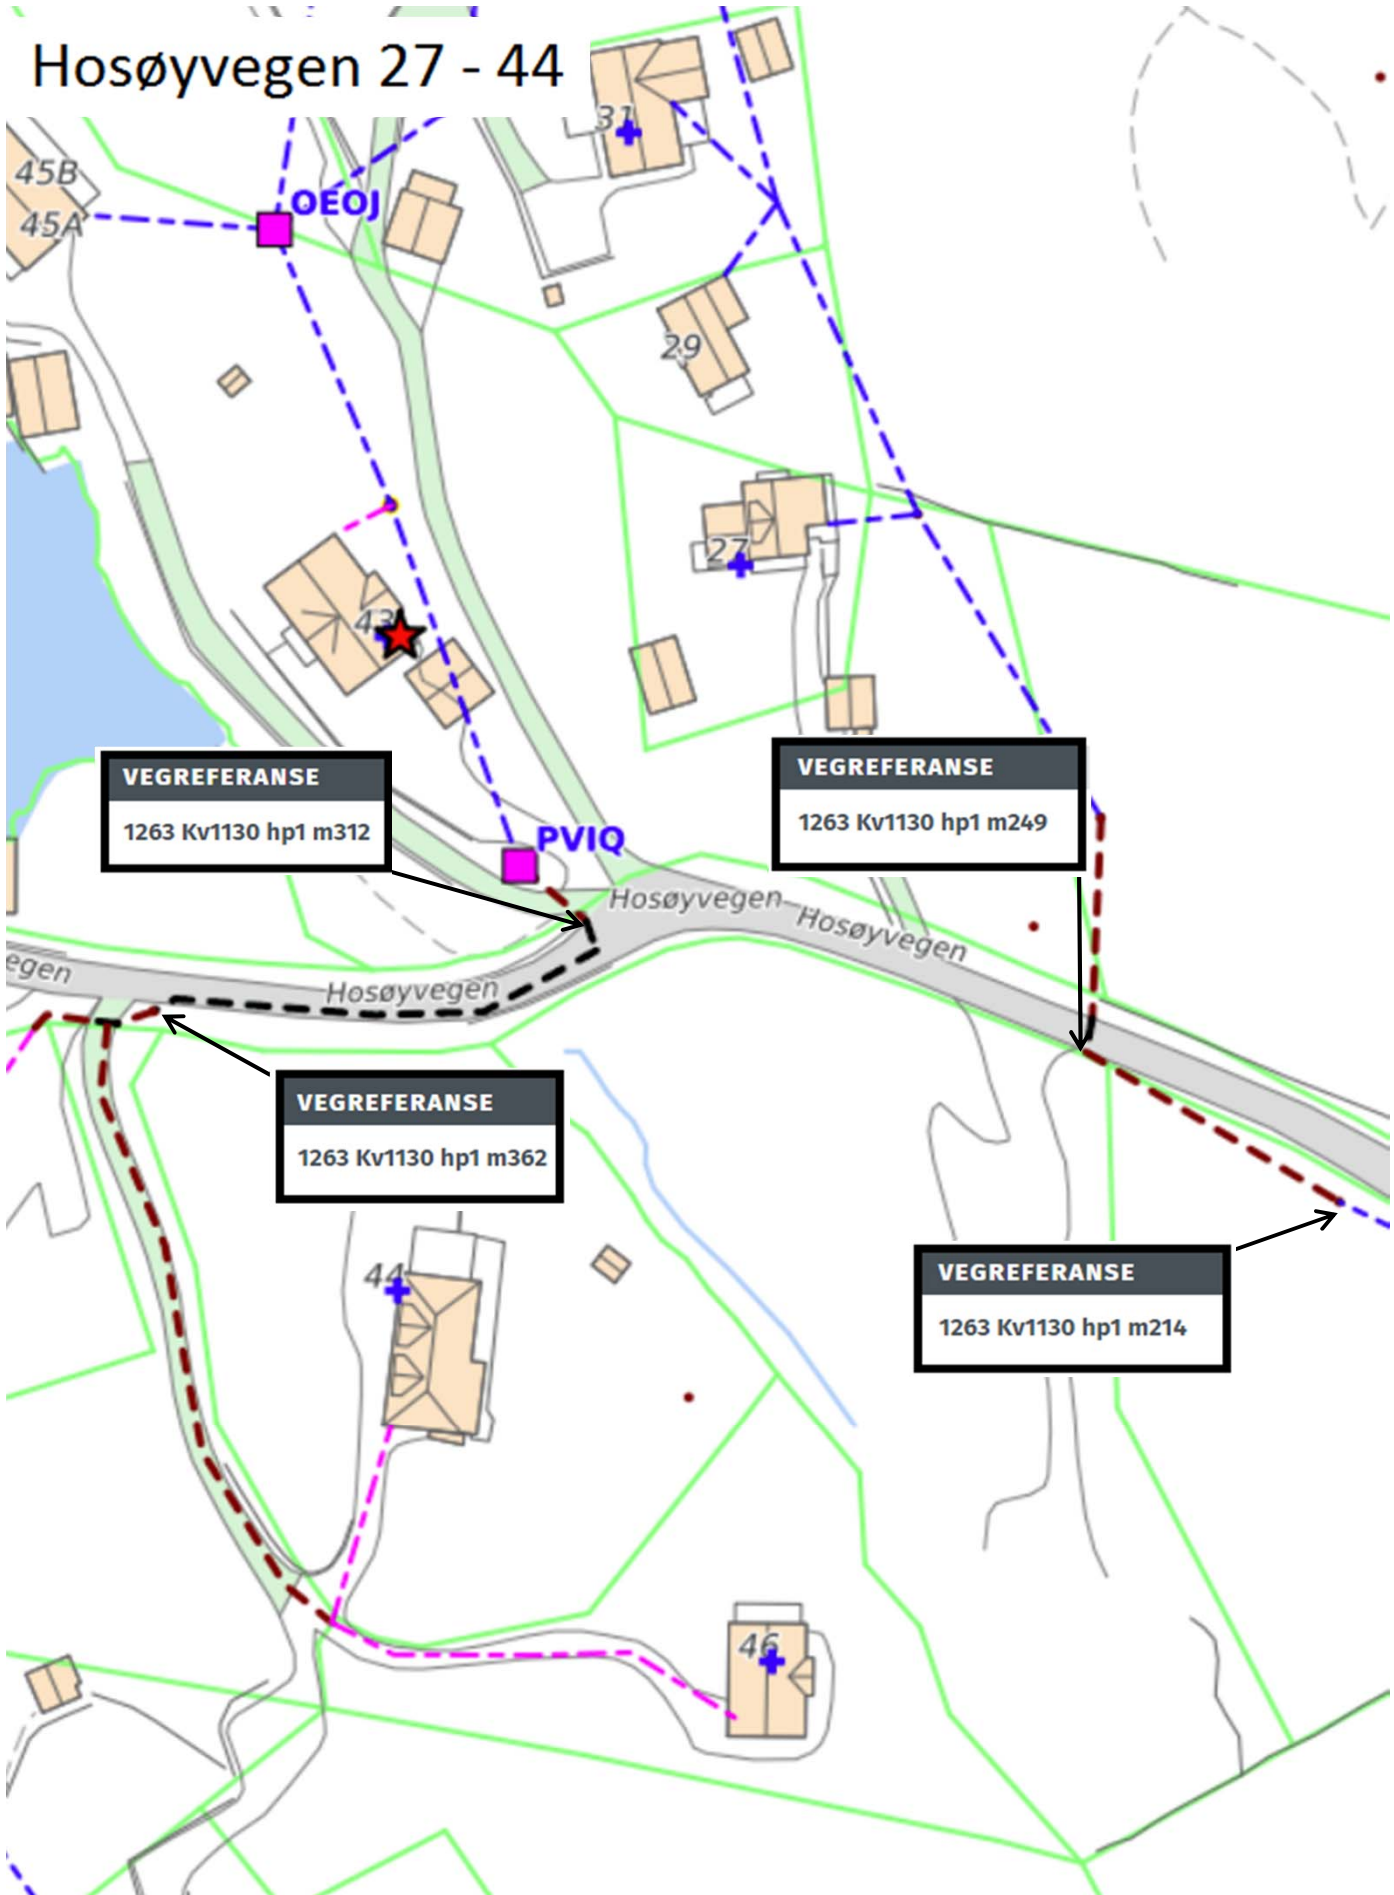 Hosøyvegen 27 - 44
31
45B
OEOJ
45A
29
27
43
VEGREFERANSE
1263 Kv1130 hp1 m249
VEGREFERANSE
1263 Kv1130 hp1 m312
PVIQ
Hosøyvegen
Hosøyvegen
egen
Hosøyvegen
VEGREFERANSE
1263 Kv1130 hp1 m362
44
VEGREFERANSE
1263 Kv1130 hp1 m214
46